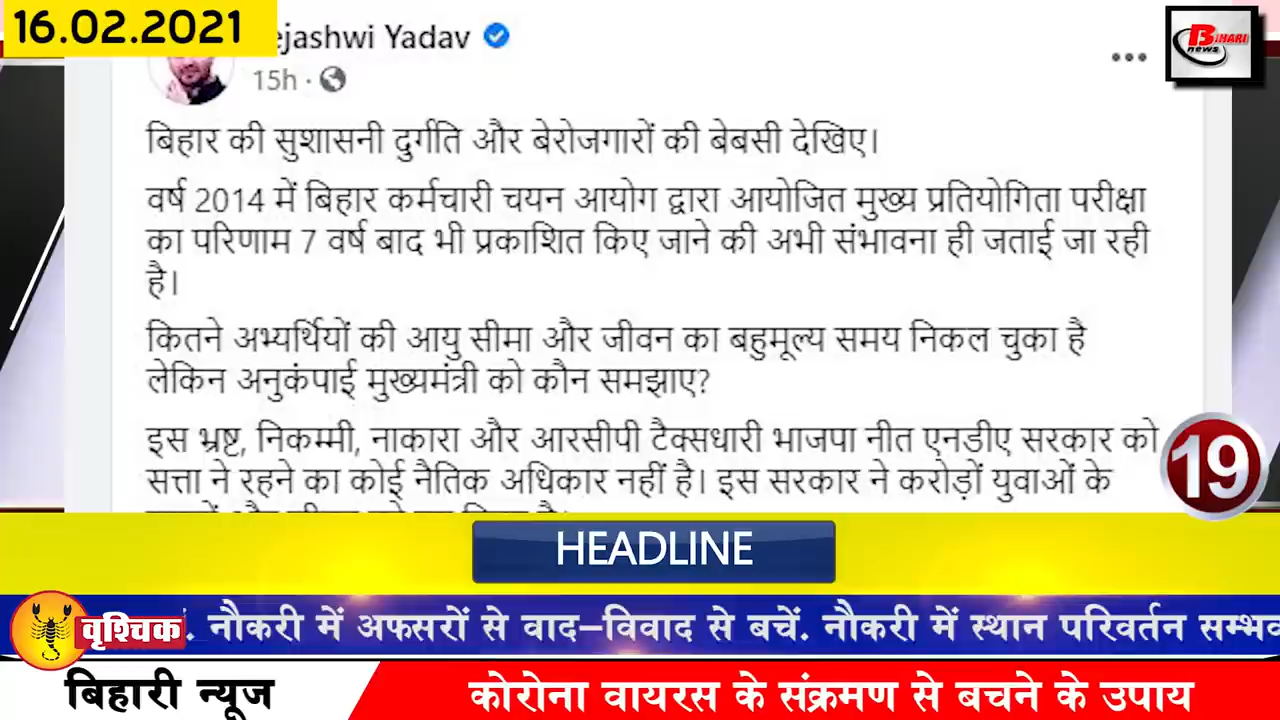 16.02.2021
ejashwi Yadav
15h
BIHARI
news
बिहार की सुशासनी दुर्गति और बेरोजगारों की बेबसी देखिए।
वर्ष 2014 में बिहार कर्मचारी चयन आयोग द्वारा आयोजित मुख्य प्रतियोगिता परीक्षा
का परिणाम 7 वर्ष बाद भी प्रकाशित किए जाने की अभी संभावना ही जताई जा रही
है।
कितने अभ्यर्थियों की आयु सीमा और जीवन का बहुमूल्य समय निकल चुका है
लेकिन अनुकंपाई मुख्यमंत्री को कौन समझाए?
इस भ्रष्ट, निकम्मी, नाकारा और आरसीपी टैक्सधारी भाजपा नीत एनडीए सरकार को
सत्ता ने रहने का कोई नैतिक अधिकार नहीं है। इस सरकार ने करोड़ों युवाओं के
19
HEADLINE
वृश्चिक
. नौकरी में अफसरों से वाद–विवाद से बचें. नौकरी में स्थान परिवर्तन सम्भव
बिहारी न्यूज
कोरोना वायरस के संक्रमण से बचने के उपाय